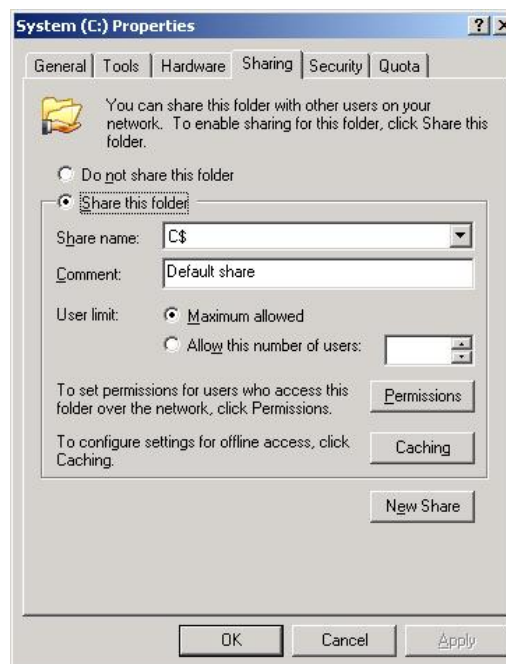 System (C:) Properties
General Tools Hardware Sharing Security Quota
You can share this folder with other users on your
network. To enable sharing for this folder, click Share this
folder.
Do not share this folder
Share this folder
Share name: C$
Comment: Default share
User limit: Maximum allowed
Allow this number of users:
To set permissions for users who access this
folder over the network, click Permissions.
Permissions
To configure settings for offline access, click
Caching.
Caching
New Share
OK Cancel Apply